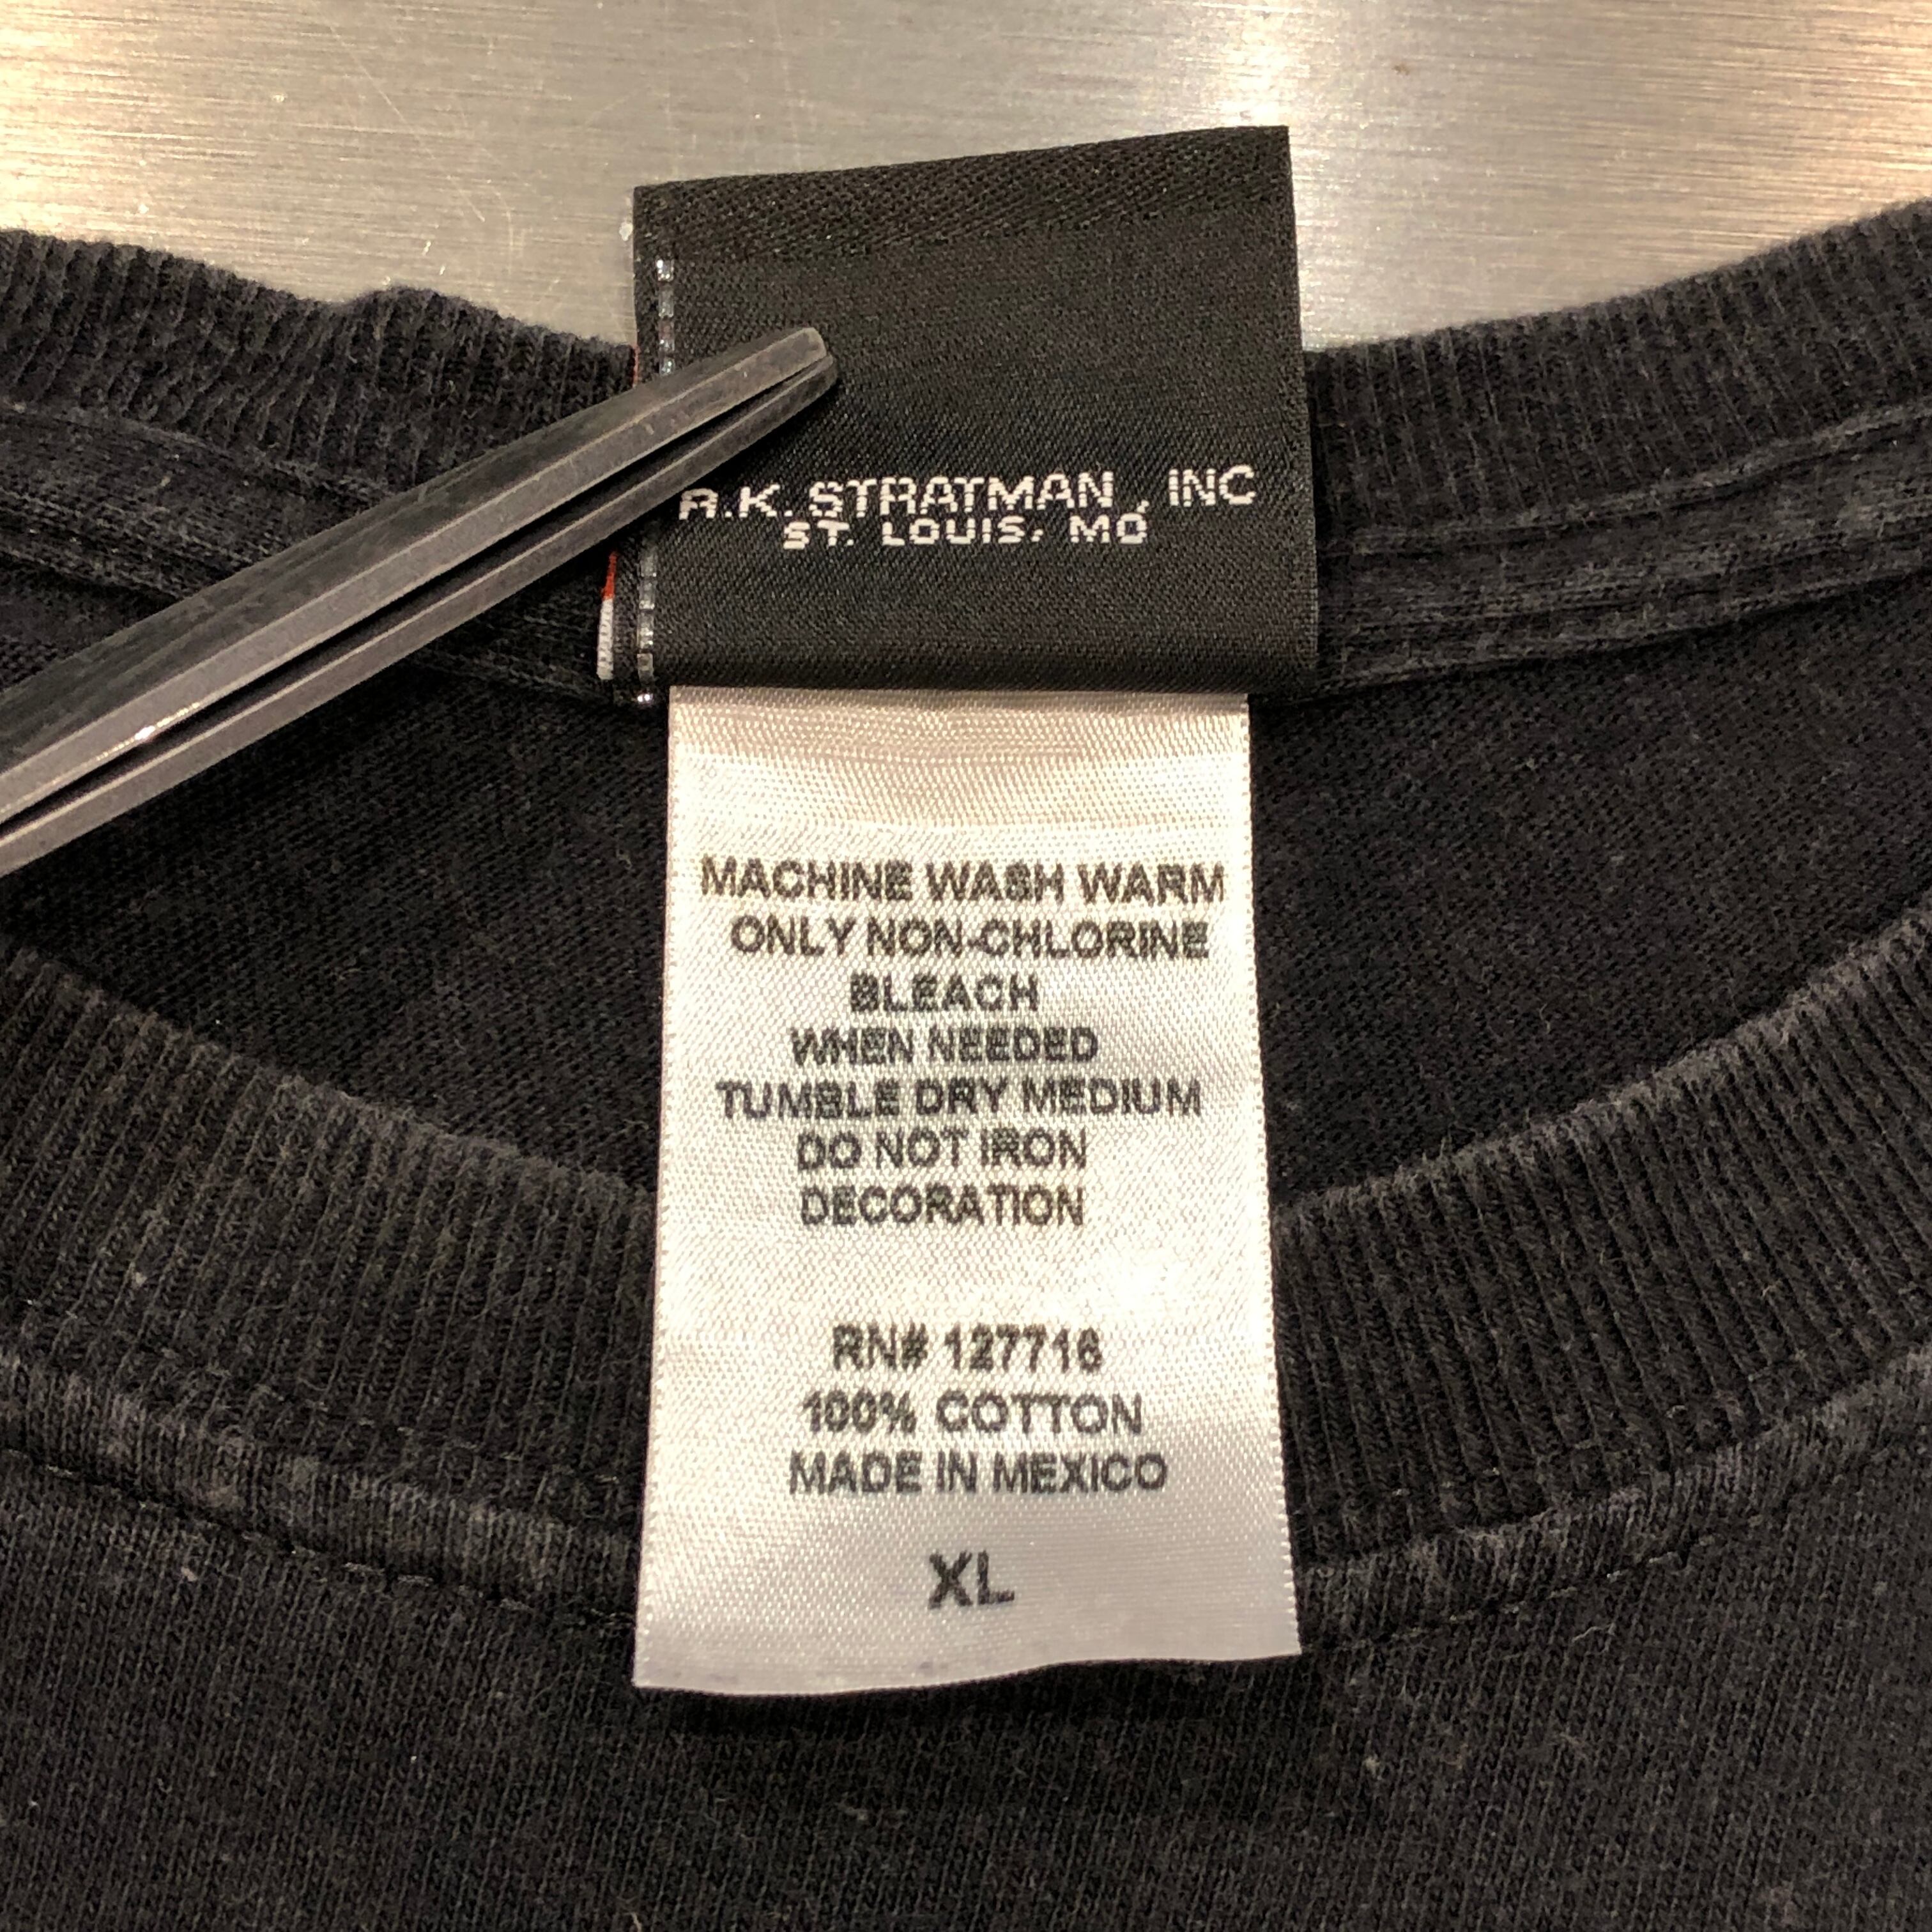 R.K. STRATMAN, INC
ST. LOUIS, MO
MACHINE WASH WARM
ONLY NON-CHLORINE
BLEACH
WHEN NEEDED
TUMBLE DRY MEDIUM
DO NOT IRON
DECORATION
RN# 127716
100% COTTON
MADE IN MEXICO
XL